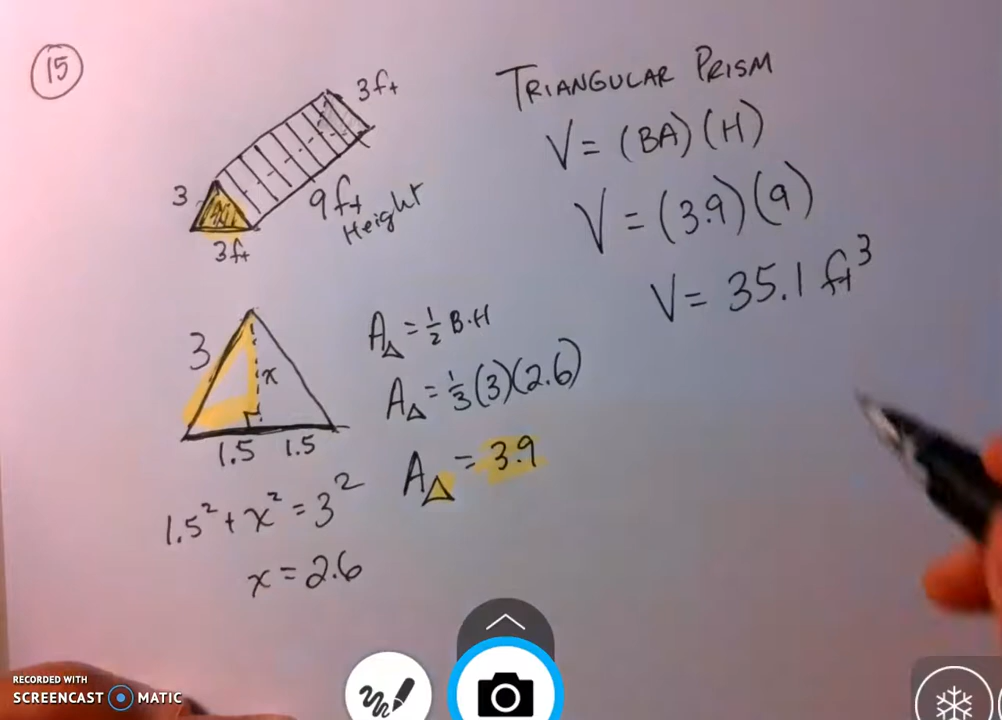 15
3ft
3
9ft
Height
3ft
TRIANGULAR PRISM
V = (BA)(H)
V = (3.9)(9)
V = 35.1 ft³
3
x
1.5 1.5
1.5² + x² = 3²
x = 2.6
A△ = 1/2 B·H
A△ = 1/3 (3)(2.6)
A△ = 3.9
RECORDED WITH
SCREENCAST MATIC